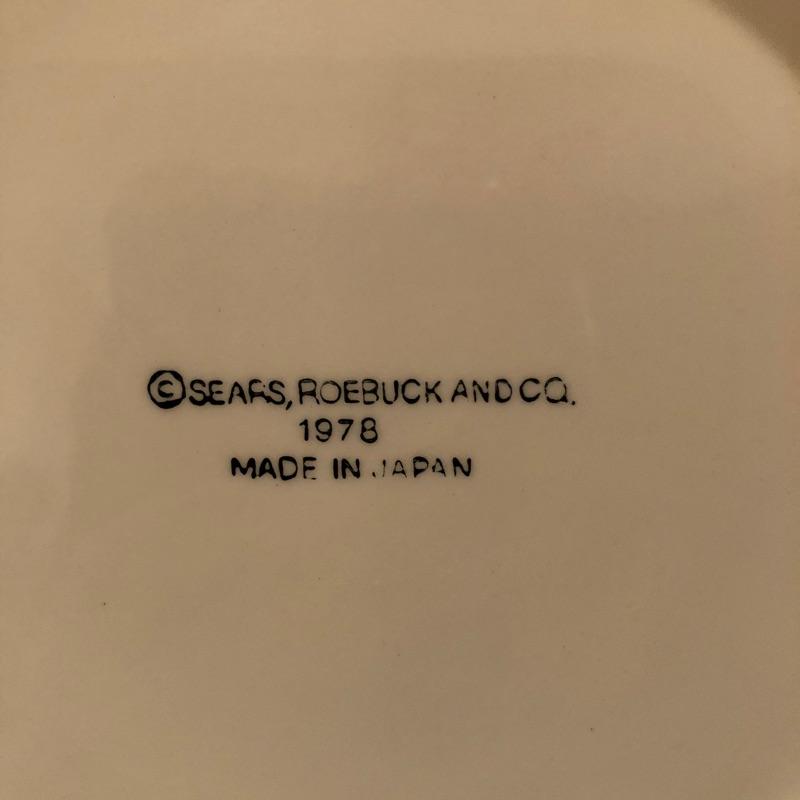 ©SEARS, ROEBUCK AND CO.
1978
MADE IN JAPAN